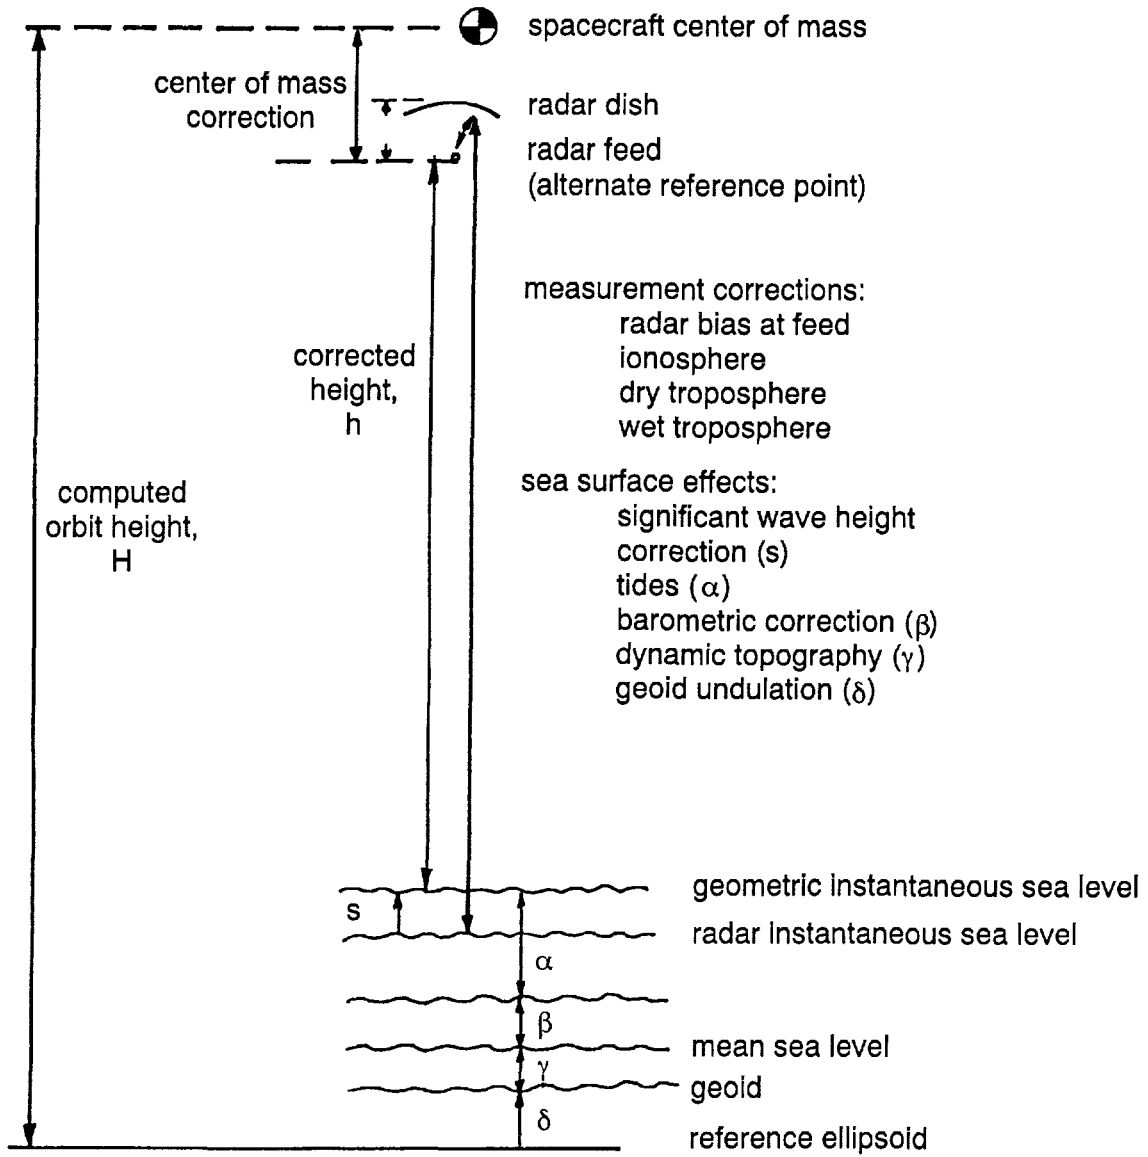 spacecraft center of mass
center of mass
correction
radar dish
radar feed
(alternate reference point)
measurement corrections:
radar bias at feed
ionosphere
dry troposphere
wet troposphere
corrected
height,
h
sea surface effects:
significant wave height
correction (s)
tides (α)
barometric correction (β)
dynamic topography (γ)
geoid undulation (δ)
computed
orbit height,
H
geometric instantaneous sea level
s
radar instantaneous sea level
α
β
mean sea level
γ
geoid
δ
reference ellipsoid